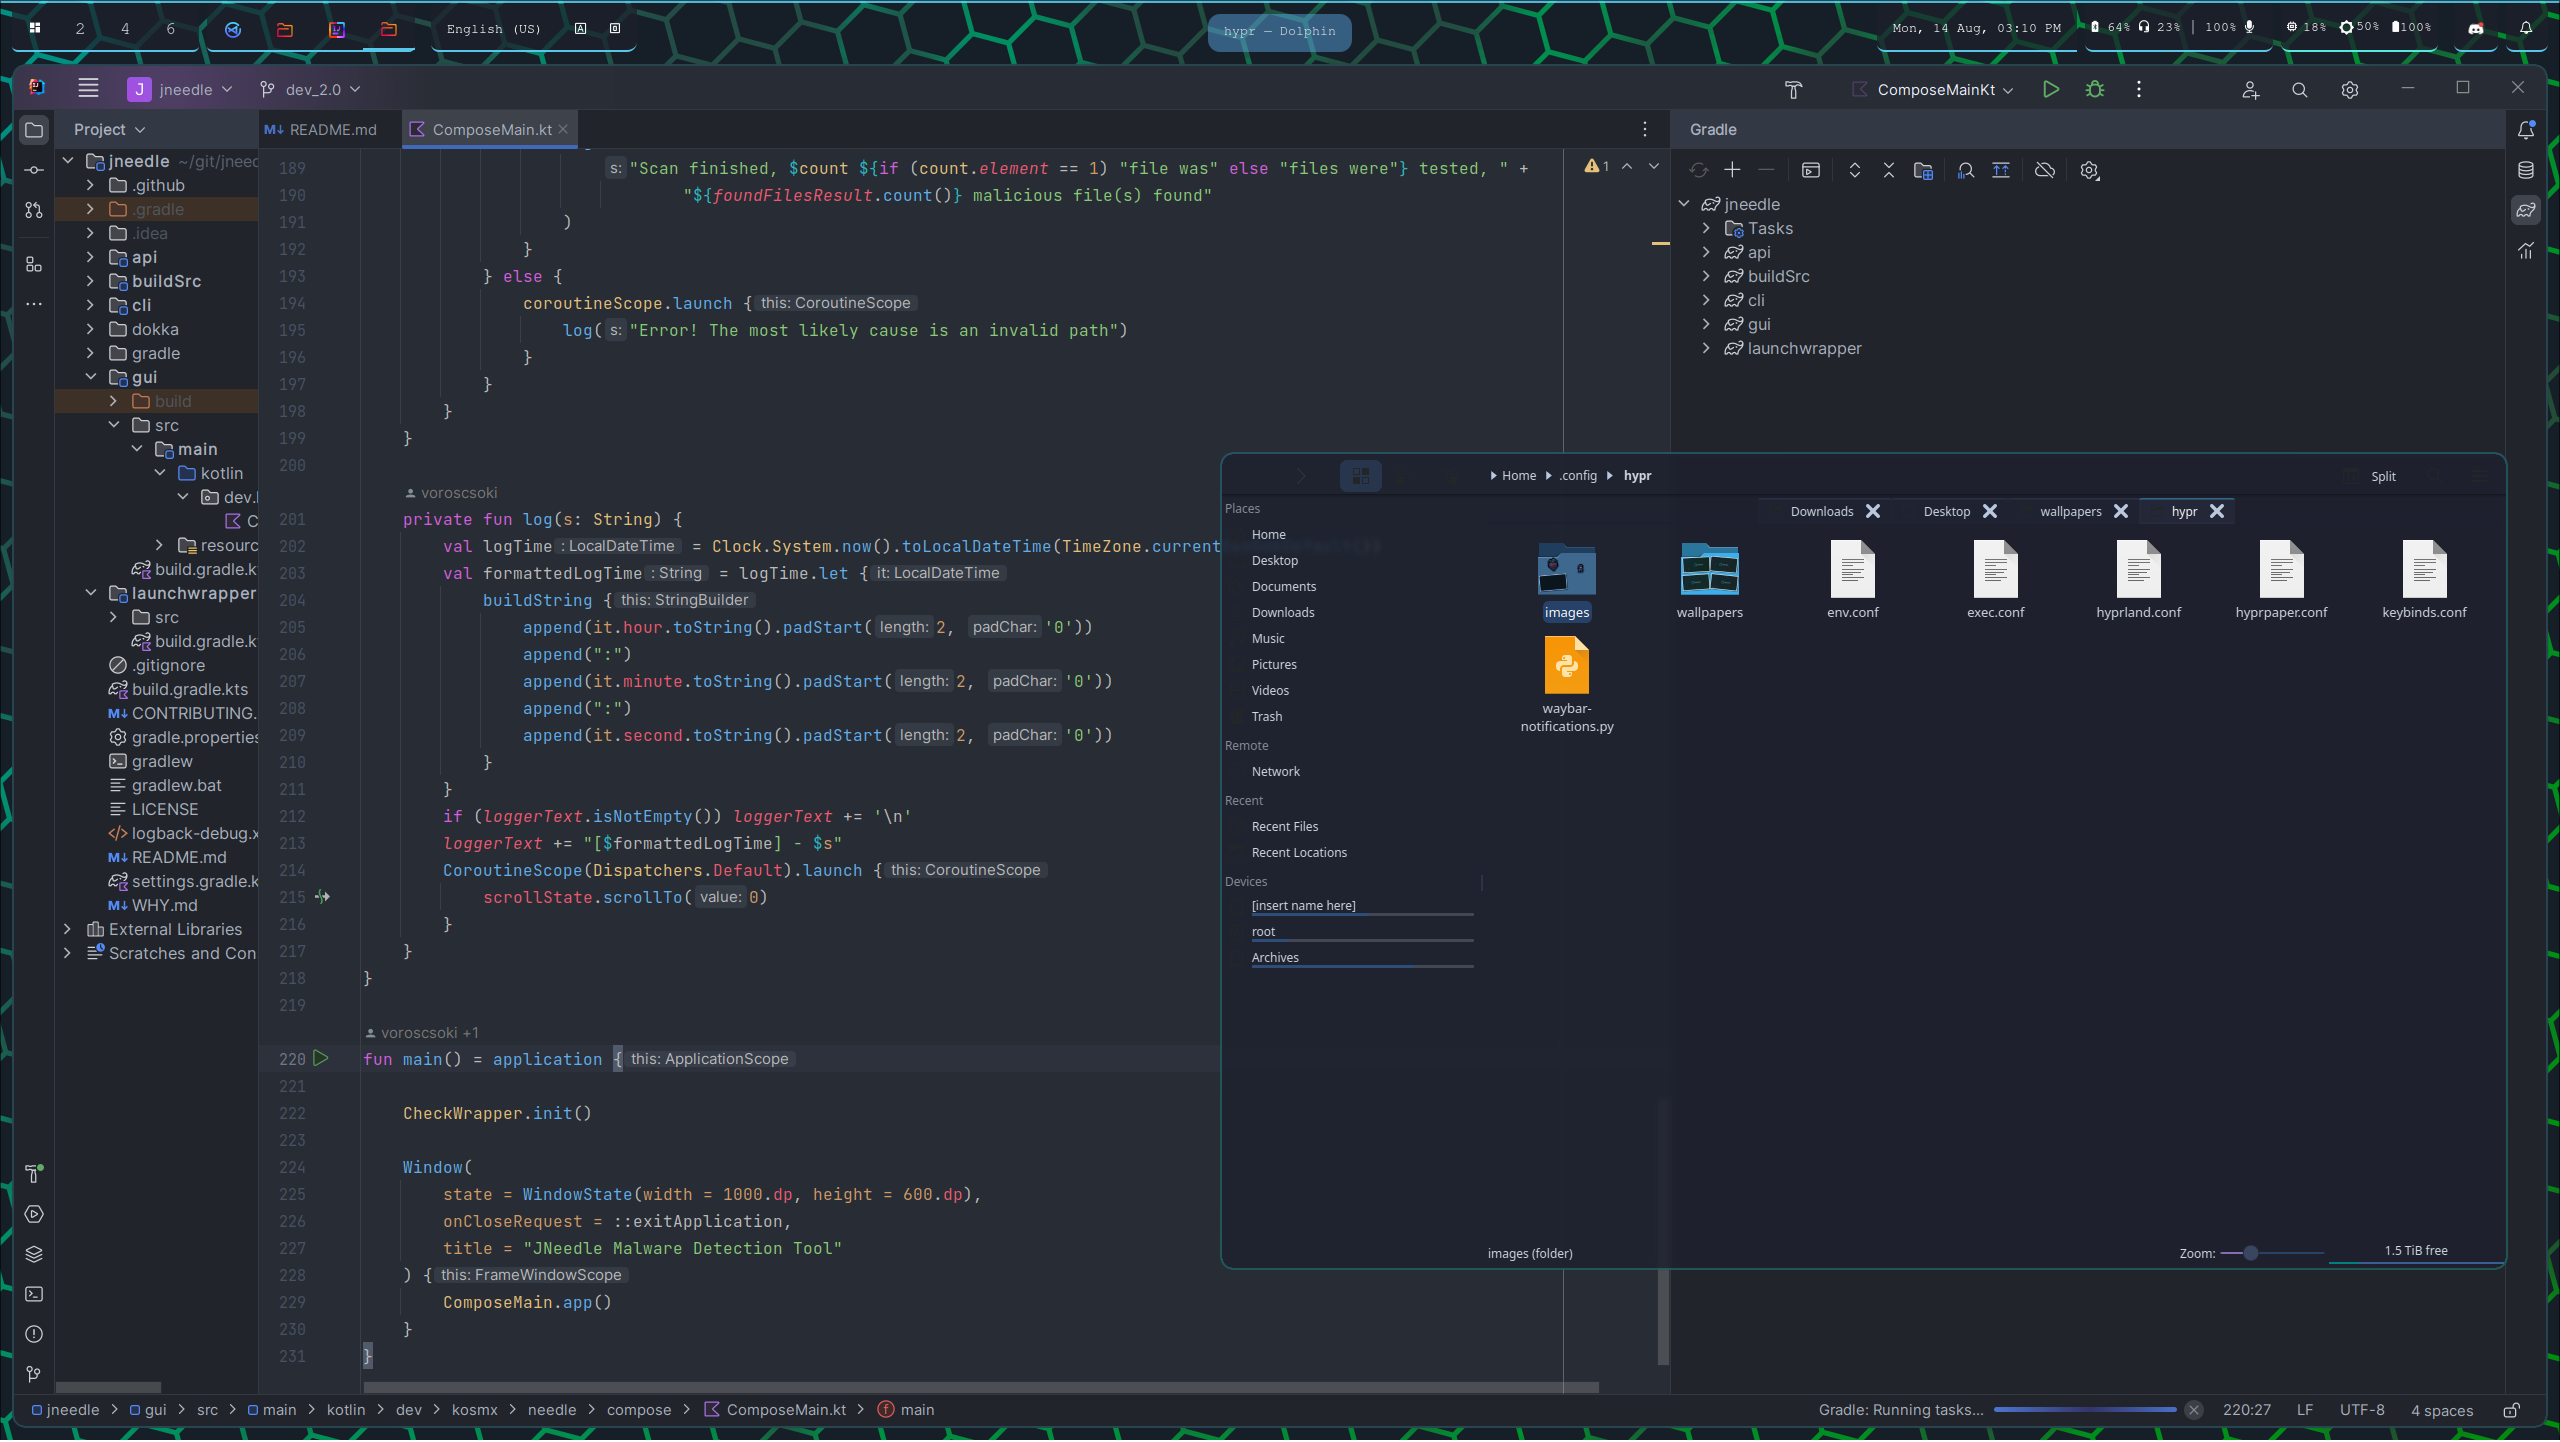 2 4 6
English (US)
A
hypr — Dolphin
Mon, 14 Aug, 03:10 PM
64% 23% | 100%
18% 50% 100%
J jneedle
dev_2.0
ComposeMainKt
Project
README.md
ComposeMain.kt
Gradle
jneedle ~/git/jneed
.github
.gradle
.idea
api
buildSrc
cli
dokka
gradle
gui
build
src
main
kotlin
dev.
C
resourc
build.gradle.k
launchwrapper
src
build.gradle.k
.gitignore
build.gradle.kts
CONTRIBUTING.
gradle.properties
gradlew
gradlew.bat
LICENSE
logback-debug.x
README.md
settings.gradle.k
WHY.md
External Libraries
Scratches and Con
189 s: "Scan finished, $count ${if (count.element == 1) "file was" else "files were"} tested, " +
190 "${foundFilesResult.count()} malicious file(s) found"
191 )
192 }
193 } else {
194 coroutineScope.launch { this: CoroutineScope
195 log( s: "Error! The most likely cause is an invalid path")
196 }
197 }
198 }
199 }
200
voroscsoki
201 private fun log(s: String) {
202 val logTime : LocalDateTime = Clock.System.now().toLocalDateTime(TimeZone.current
203 val formattedLogTime : String = logTime.let { it: LocalDateTime
204 buildString { this: StringBuilder
205 append(it.hour.toString().padStart( length: 2, padChar: '0'))
206 append(":")
207 append(it.minute.toString().padStart( length: 2, padChar: '0'))
208 append(":")
209 append(it.second.toString().padStart( length: 2, padChar: '0'))
210 }
211 }
212 if (loggerText.isNotEmpty()) loggerText += '\n'
213 loggerText += "[$formattedLogTime] - $s"
214 CoroutineScope(Dispatchers.Default).launch { this: CoroutineScope
215 scrollState.scrollTo( value: 0)
216 }
217 }
218 }
219
voroscsoki +1
220 fun main() = application { this: ApplicationScope
221
222 CheckWrapper.init()
223
224 Window(
225 state = WindowState(width = 1000.dp, height = 600.dp),
226 onCloseRequest = ::exitApplication,
227 title = "JNeedle Malware Detection Tool"
228 ) { this: FrameWindowScope
229 ComposeMain.app()
230 }
231 }
1
jneedle
Tasks
api
buildSrc
cli
gui
launchwrapper
Home .config hypr
Split
Places
Home
Desktop
Documents
Downloads
Music
Pictures
Videos
Trash
Remote
Network
Recent
Recent Files
Recent Locations
Devices
[insert name here]
root
Archives
Downloads Desktop wallpapers hypr
images wallpapers env.conf exec.conf hyprland.conf hyprpaper.conf keybinds.conf
waybar-
notifications.py
images (folder)
Zoom:
1.5 TiB free
jneedle gui src main kotlin dev kosmx needle compose ComposeMain.kt main
Gradle: Running tasks...
220:27 LF UTF-8 4 spaces